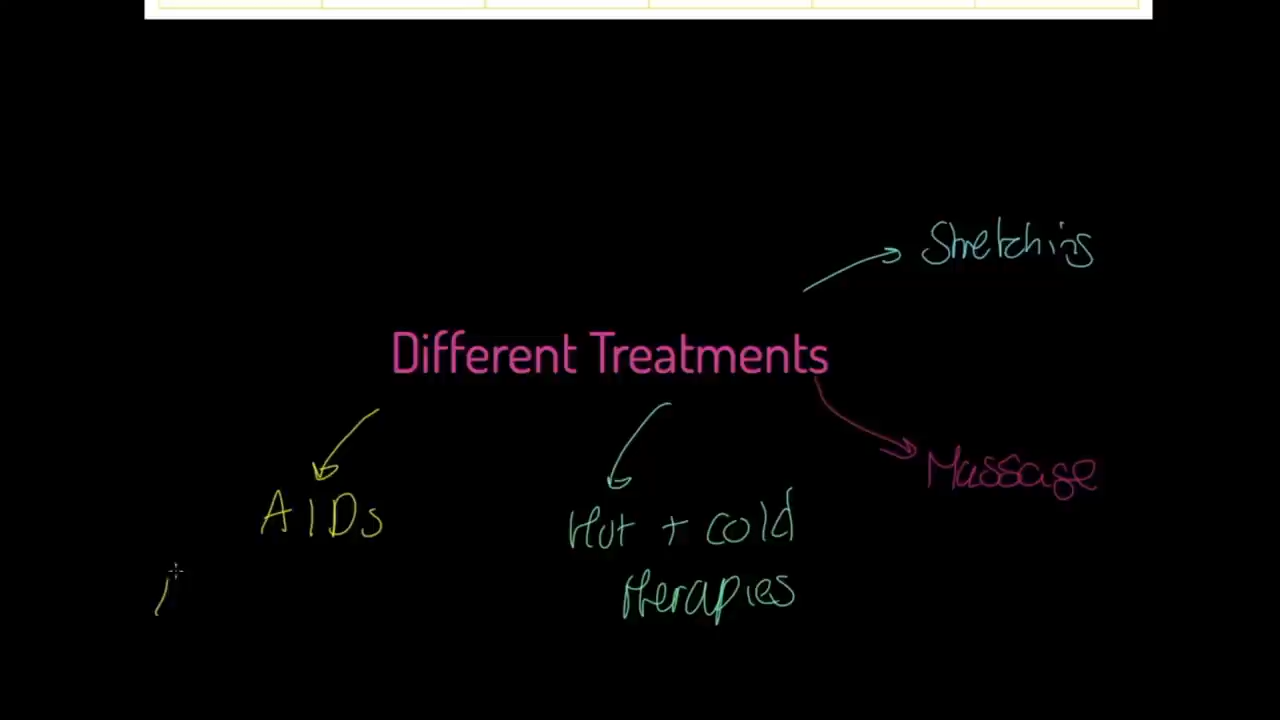 Stretching
Different Treatments
Massage
AIDs
Hot + cold
therapies